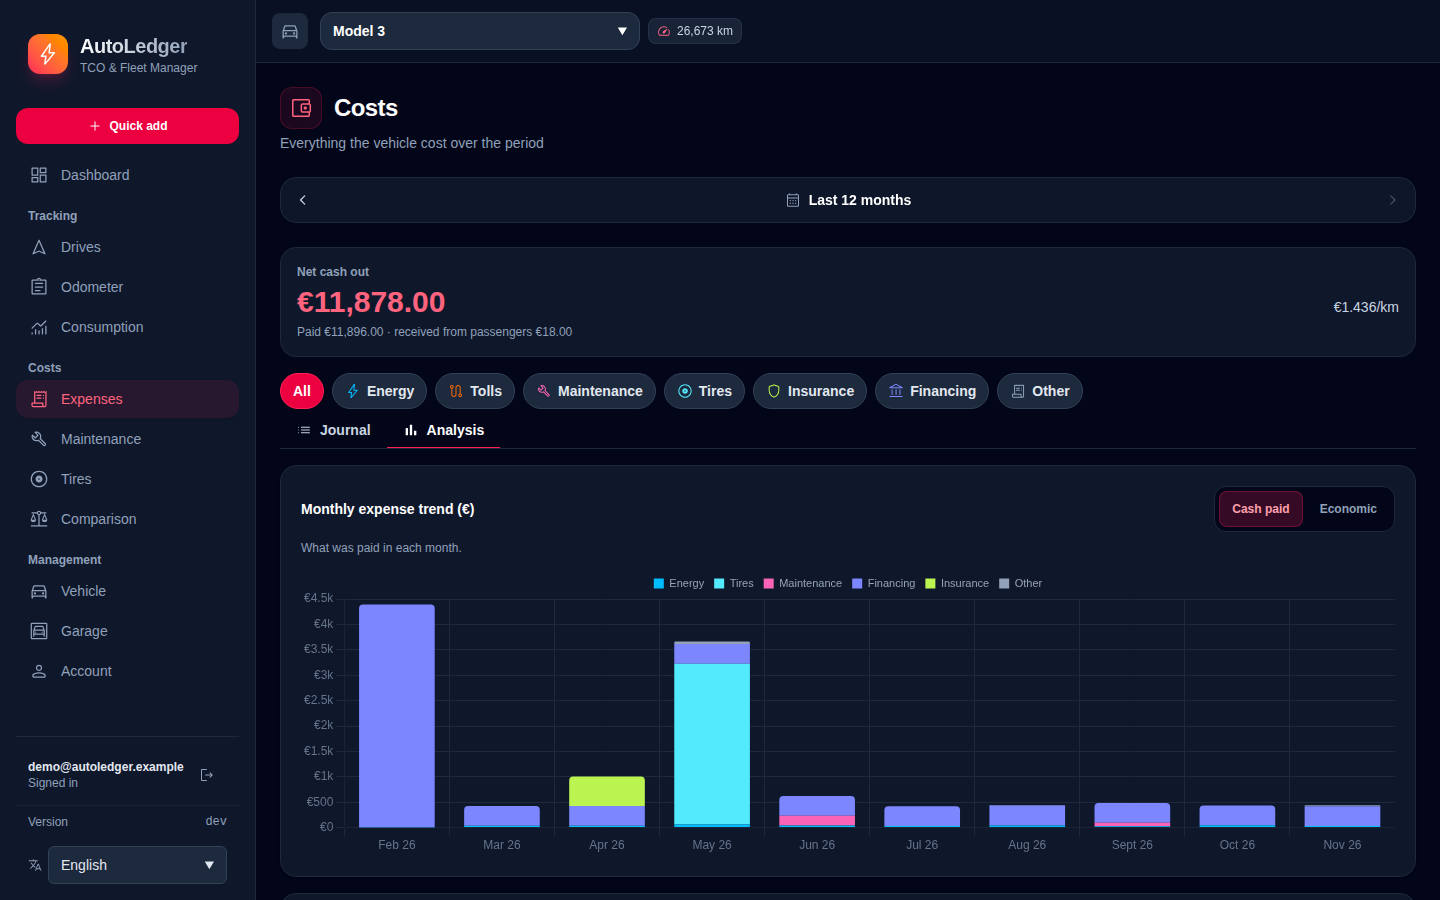 AutoLedger
TCO & Fleet Manager
Quick add
Dashboard
Tracking
Drives
Odometer
Consumption
Costs
Expenses
Maintenance
Tires
Comparison
Management
Vehicle
Garage
Account
demo@autoledger.example
Signed in
Version dev
English
Model 3
26,673 km
Costs
Everything the vehicle cost over the period
Last 12 months
Net cash out
€11,878.00
€1.436/km
Paid €11,896.00 · received from passengers €18.00
All Energy Tolls Maintenance Tires Insurance Financing Other
Journal Analysis
Monthly expense trend (€)
Cash paid Economic
What was paid in each month.
Energy Tires Maintenance Financing Insurance Other
€4.5k
€4k
€3.5k
€3k
€2.5k
€2k
€1.5k
€1k
€500
€0
Feb 26 Mar 26 Apr 26 May 26 Jun 26 Jul 26 Aug 26 Sept 26 Oct 26 Nov 26